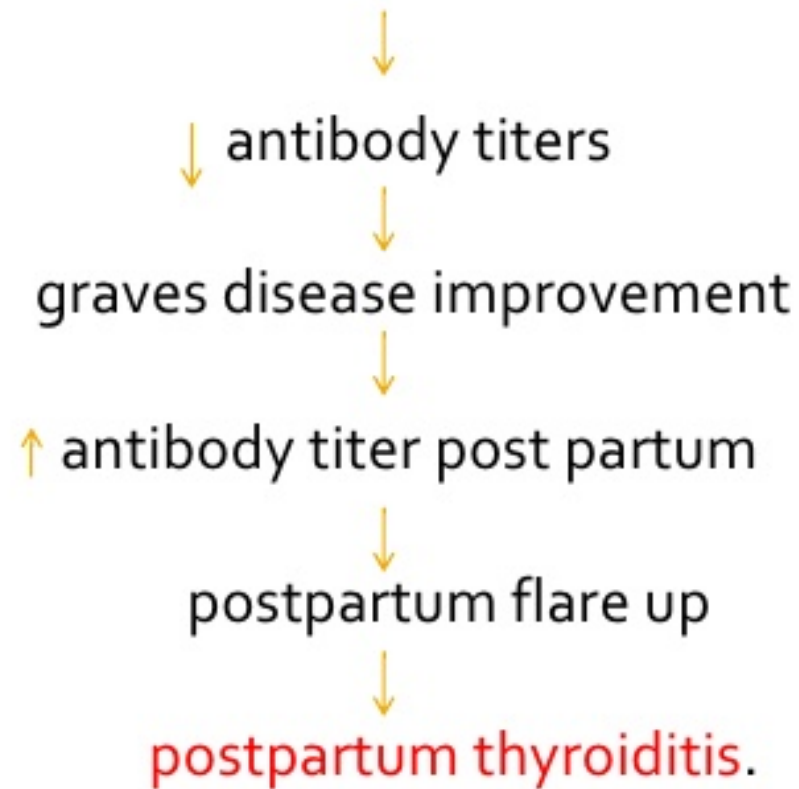 ↓
↓ antibody titers
↓
graves disease improvement
↓
↑ antibody titer post partum
↓
postpartum flare up
↓
postpartum thyroiditis.